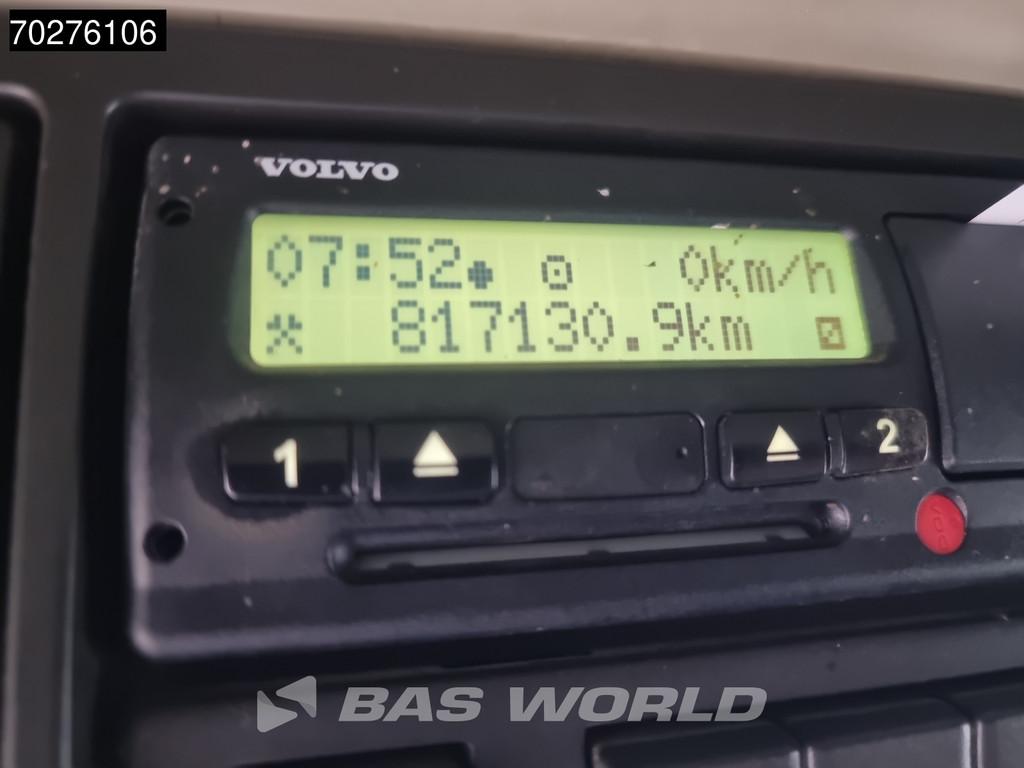 70276106
VOLVO
07:52 0km/h
817130.9km
1
2
BAS WORLD